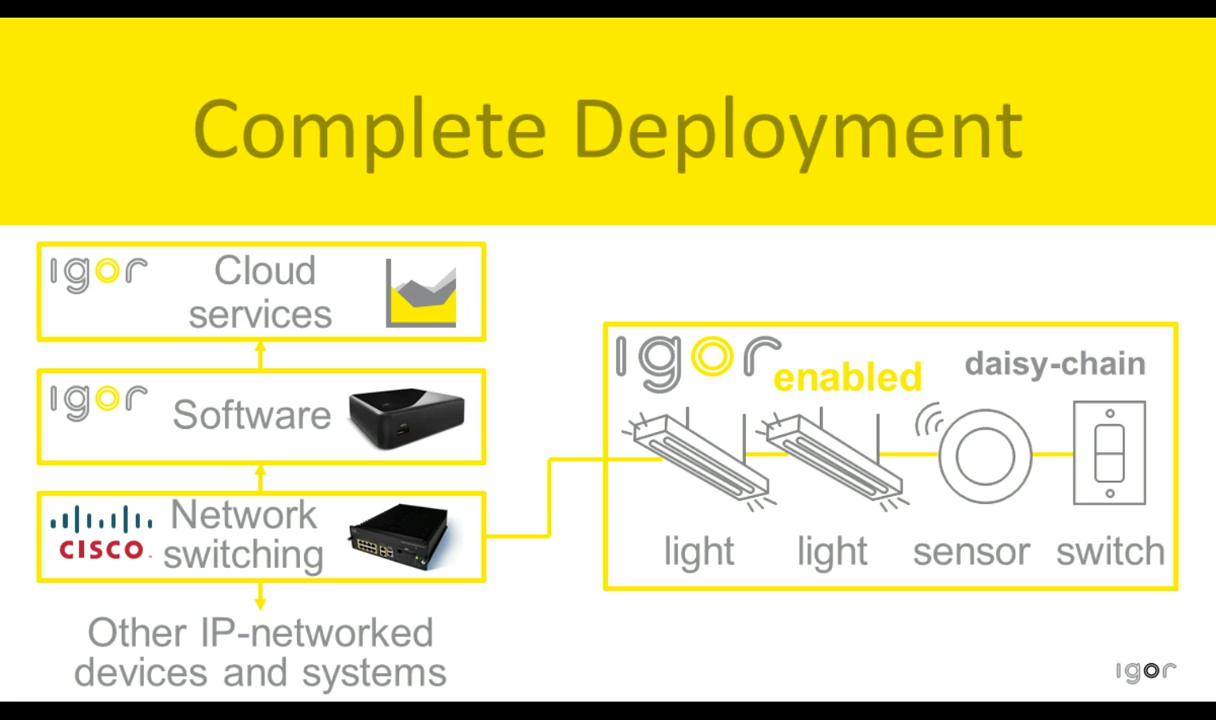 Complete Deployment
igor
Cloud
services
igor
Software
CISCO
Network
switching
Other IP-networked
devices and systems
igor enabled
daisy-chain
light
light
sensor
switch
igor